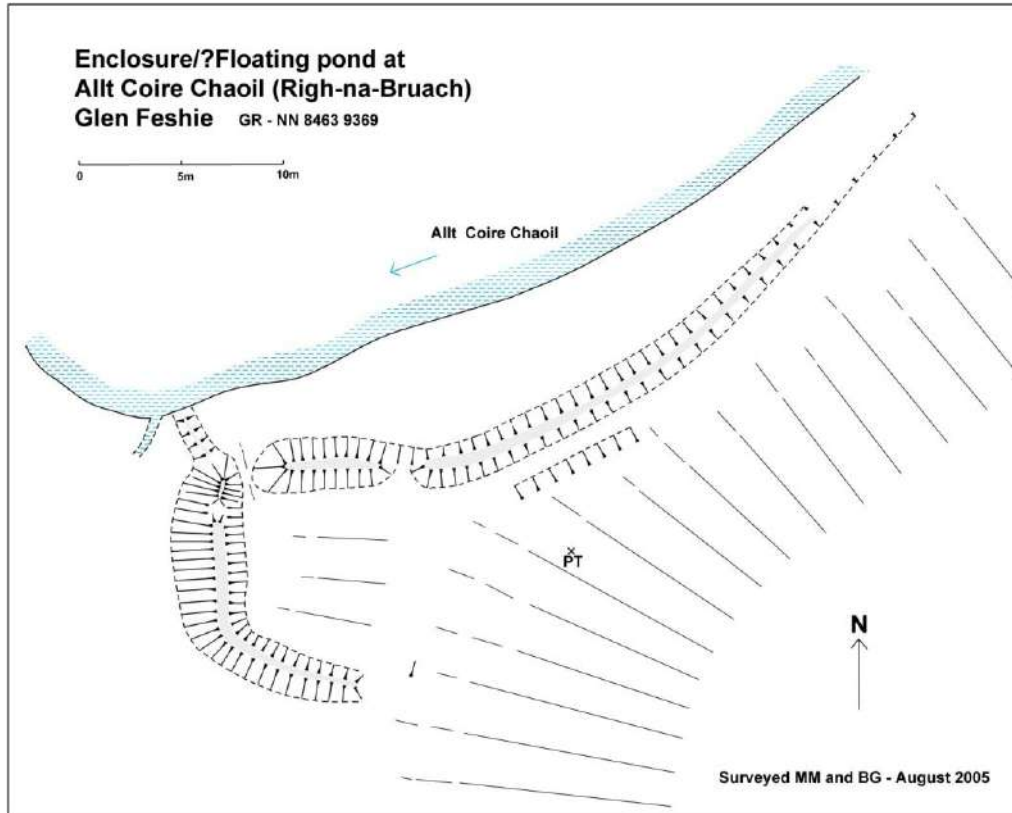 Enclosure/?Floating pond at
Allt Coire Chaoil (Righ-na-Bruach)
Glen Feshie GR - NN 8463 9369
0 5m 10m
Allt Coire Chaoil
PT
N
Surveyed MM and BG - August 2005